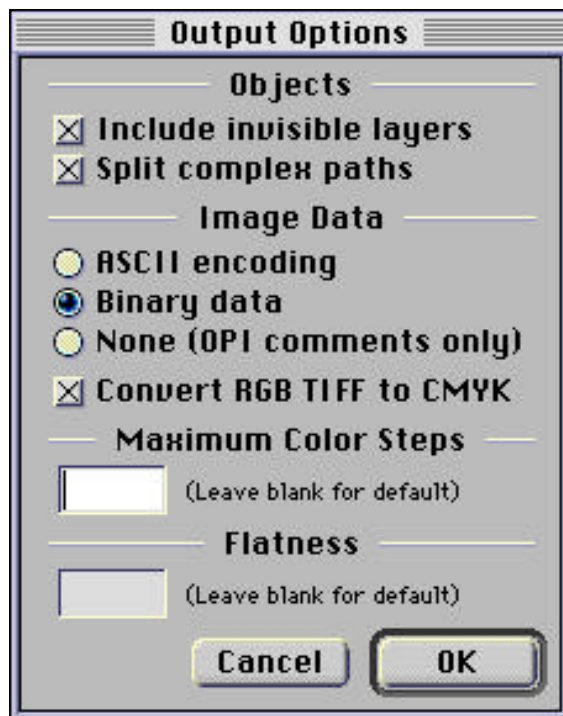 Output Options
Objects
Include invisible layers
Split complex paths
Image Data
ASCII encoding
Binary data
None (OPI comments only)
Convert RGB TIFF to CMYK
Maximum Color Steps
(Leave blank for default)
Flatness
(Leave blank for default)
Cancel OK